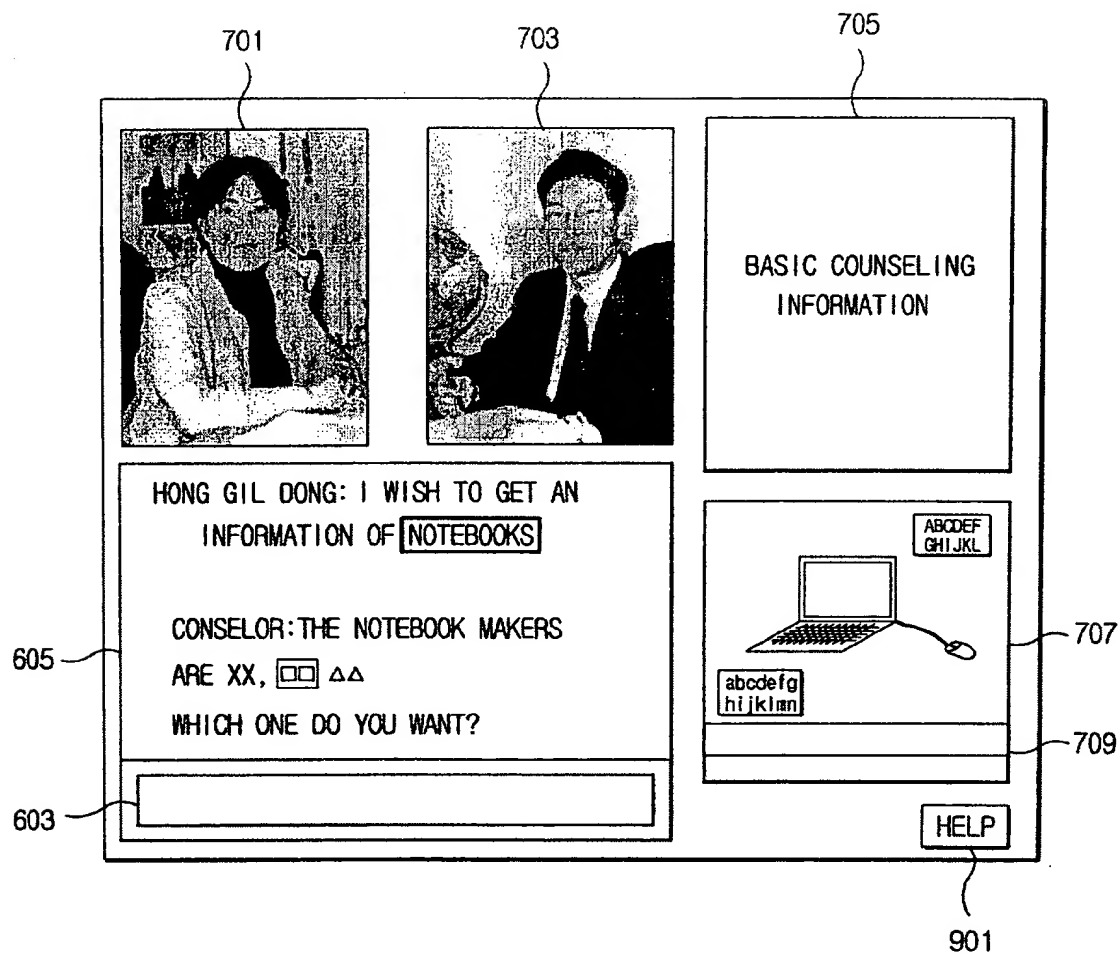 701
703
705
BASIC COUNSELING
INFORMATION
HONG GIL DONG: I WISH TO GET AN
INFORMATION OF NOTEBOOKS
CONSELOR:THE NOTEBOOK MAKERS
ARE XX, □□ △△
WHICH ONE DO YOU WANT?
605
603
ABCDEF
GHIJKL
abcdefg
hijklmn
707
709
HELP
901